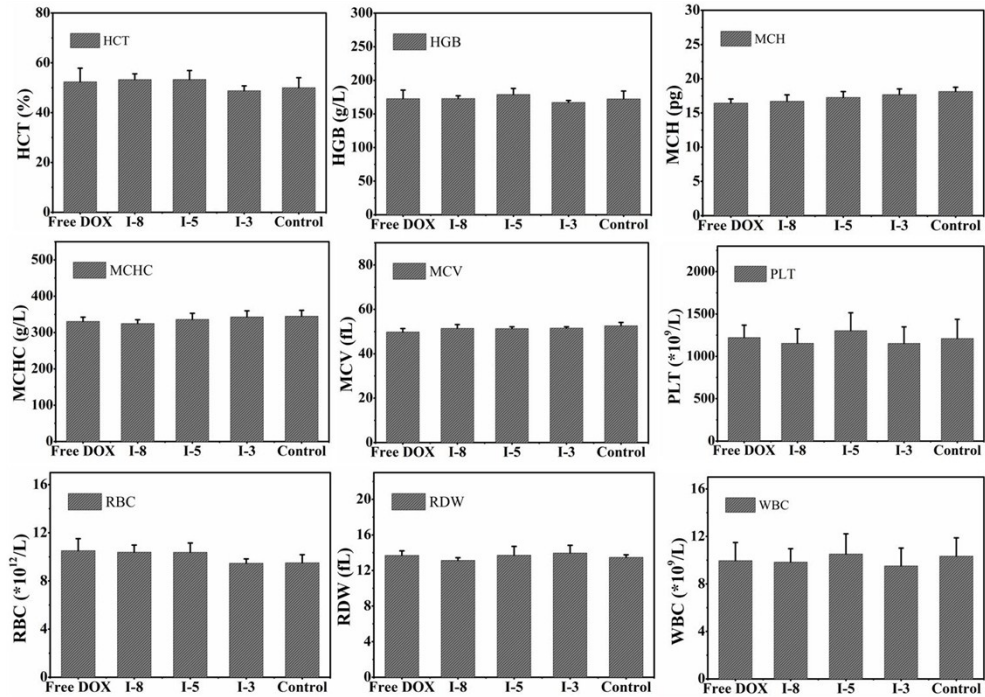 80
60
40
20
0
HCT (%)
HCT
Free DOX I-8 I-5 I-3 Control
300
250
200
150
100
50
0
HGB (g/L)
HGB
Free DOX I-8 I-5 I-3 Control
30
25
20
15
10
5
0
MCH (pg)
MCH
Free DOX I-8 I-5 I-3 Control
500
400
300
200
100
0
MCHC (g/L)
MCHC
Free DOX I-8 I-5 I-3 Control
80
60
40
20
0
MCV (fL)
MCV
Free DOX I-8 I-5 I-3 Control
2000
1500
1000
500
0
PLT (*10⁹/L)
PLT
Free DOX I-8 I-5 I-3 Control
16
12
8
4
0
RBC (*10¹²/L)
RBC
Free DOX I-8 I-5 I-3 Control
20
16
12
8
4
0
RDW (fL)
RDW
Free DOX I-8 I-5 I-3 Control
16
12
8
4
0
WBC (*10⁹/L)
WBC
Free DOX I-8 I-5 I-3 Control